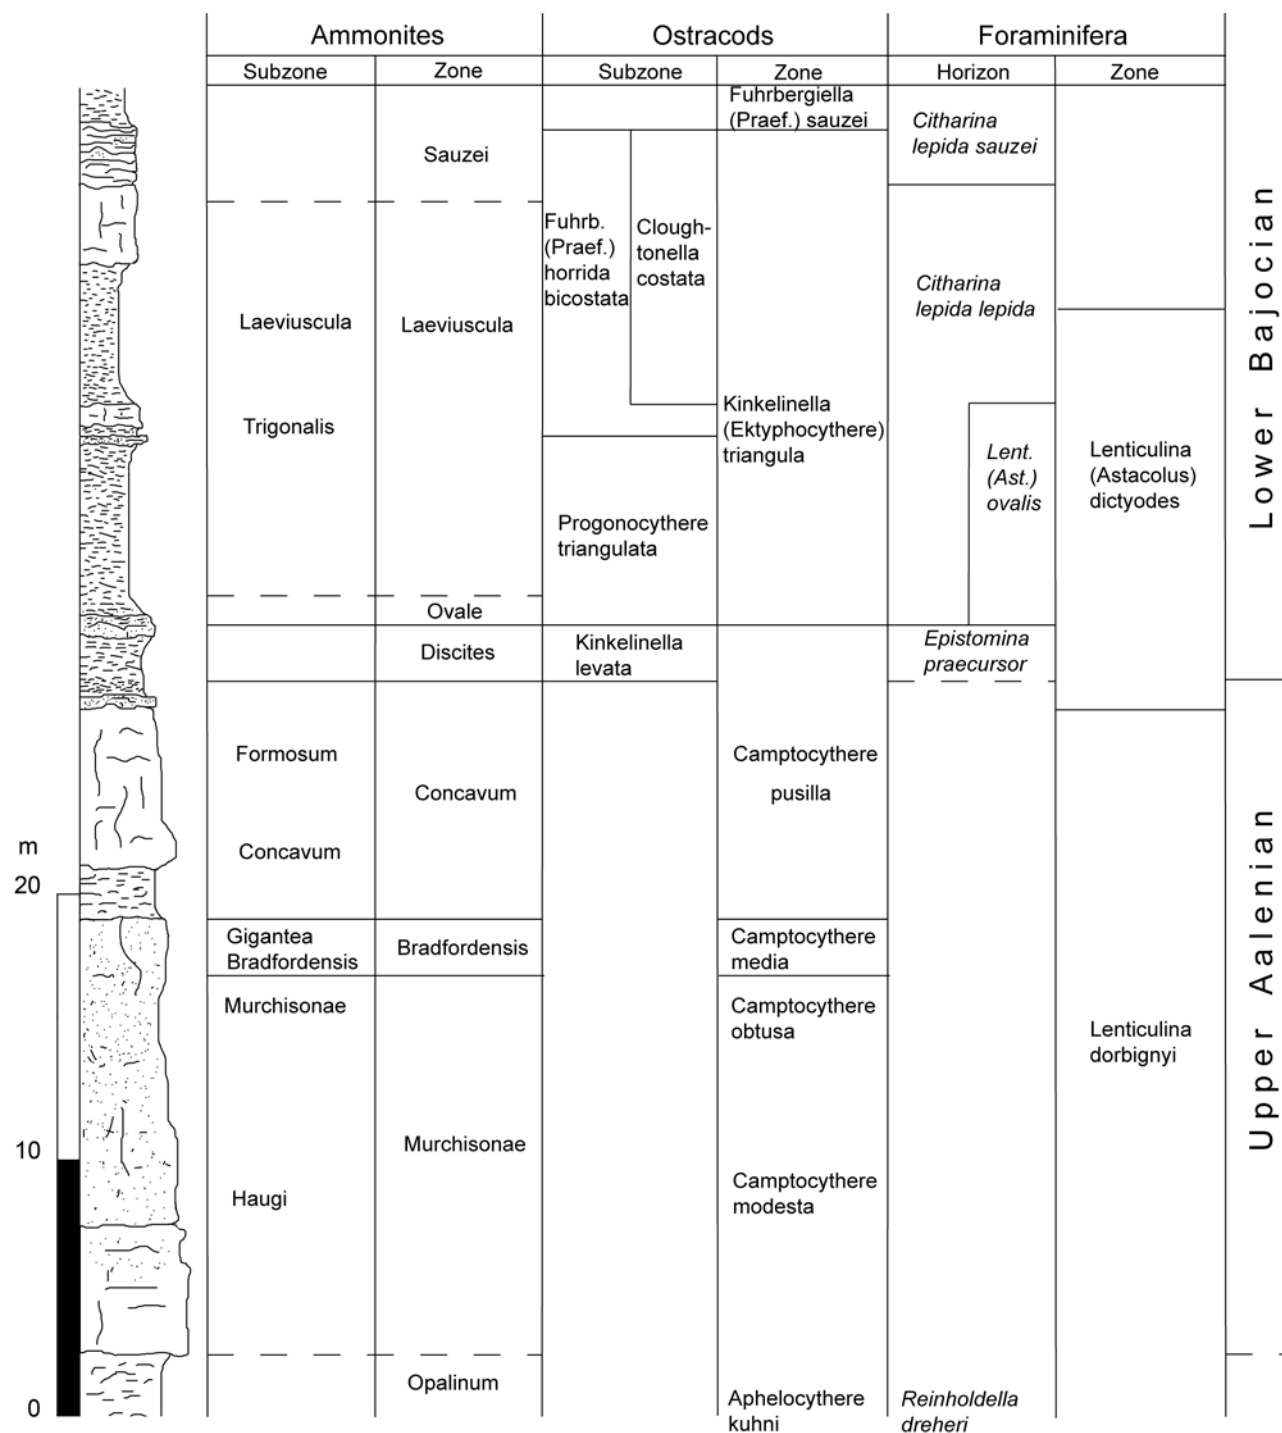 Ammonites
Ostracods
Foraminifera
Subzone
Zone
Subzone
Zone
Horizon
Zone
Fuhrbergiella
(Praef.) sauzei
Citharina
lepida sauzei
Sauzei
Fuhrb.
(Praef.)
horrida
bicostata
Clough-
tonella
costata
Citharina
lepida lepida
Laeviuscula
Laeviuscula
Trigonalis
Kinkelinella
(Ektyphocythere)
triangula
Lent.
(Ast.)
ovalis
Lenticulina
(Astacolus)
dictyodes
Progonocythere
triangulata
Ovale
Discites
Kinkelinella
levata
Epistomina
praecursor
Lower Bajocian
Formosum
Concavum
Camptocythere
pusilla
Concavum
m
20
Gigantea
Bradfordensis
Bradfordensis
Camptocythere
media
Murchisonae
Camptocythere
obtusa
Lenticulina
dorbignyi
Upper Aalenian
10
Murchisonae
Haugi
Camptocythere
modesta
Opalinum
0
Aphelocythere
kuhni
Reinholdella
dreheri